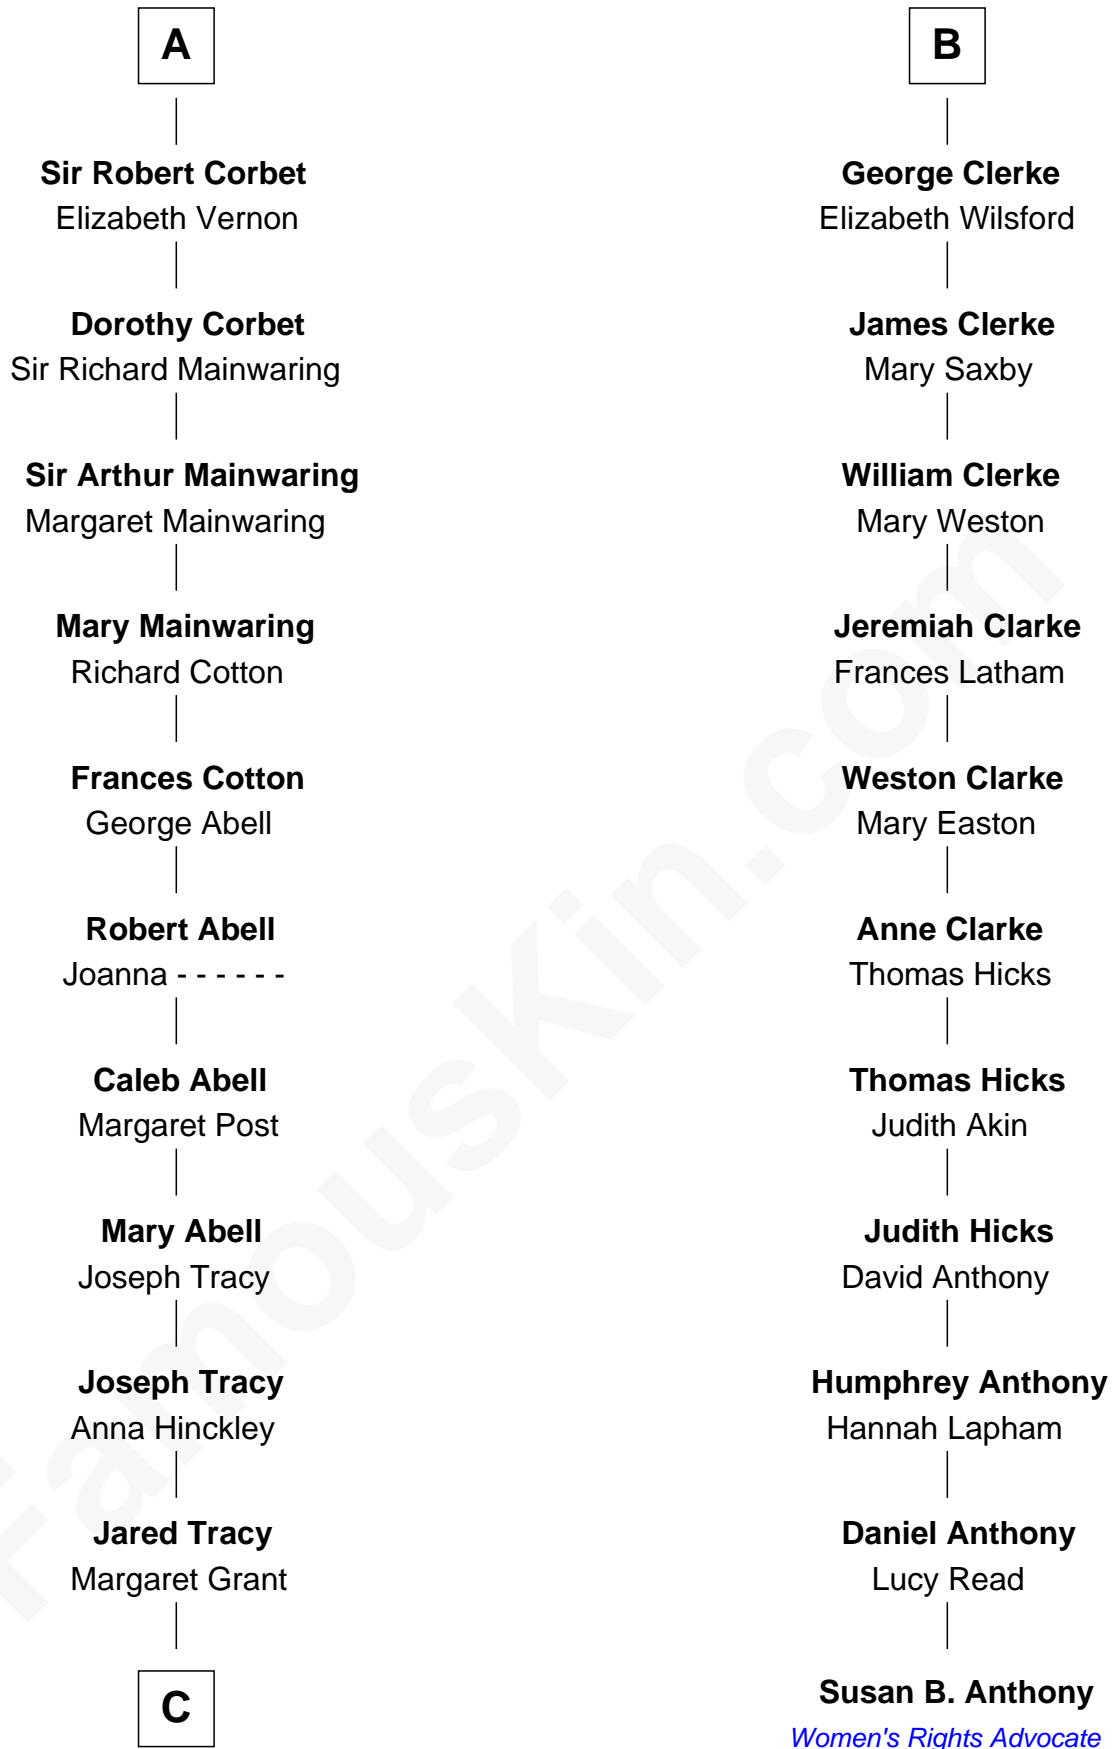 A
Sir Robert Corbet
Elizabeth Vernon
Dorothy Corbet
Sir Richard Mainwaring
Sir Arthur Mainwaring
Margaret Mainwaring
Mary Mainwaring
Richard Cotton
Frances Cotton
George Abell
Robert Abell
Joanna - - - - - -
Caleb Abell
Margaret Post
Mary Abell
Joseph Tracy
Joseph Tracy
Anna Hinckley
Jared Tracy
Margaret Grant
C
B
George Clerke
Elizabeth Wilsford
James Clerke
Mary Saxby
William Clerke
Mary Weston
Jeremiah Clarke
Frances Latham
Weston Clarke
Mary Easton
Anne Clarke
Thomas Hicks
Thomas Hicks
Judith Akin
Judith Hicks
David Anthony
Humphrey Anthony
Hannah Lapham
Daniel Anthony
Lucy Read
Susan B. Anthony
Women's Rights Advocate
FamousKin.com